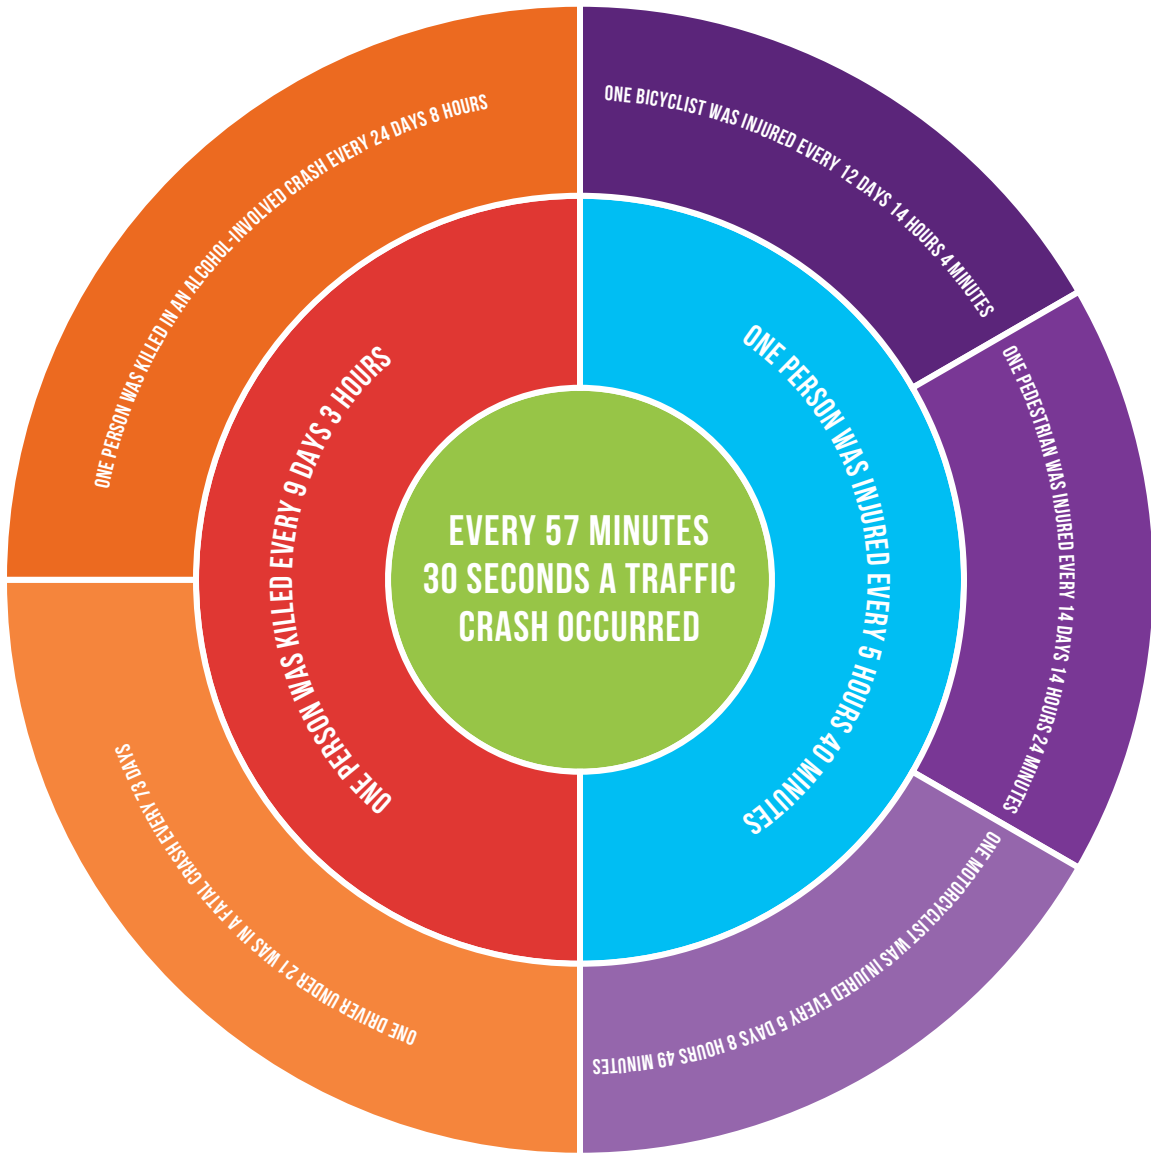 EVERY 57 MINUTES
30 SECONDS A TRAFFIC
CRASH OCCURRED
ONE PERSON WAS KILLED EVERY 9 DAYS 3 HOURS
ONE PERSON WAS INJURED EVERY 5 HOURS 40 MINUTES
ONE PERSON WAS KILLED IN AN ALCOHOL-INVOLVED CRASH EVERY 24 DAYS 8 HOURS
ONE BICYCLIST WAS INJURED EVERY 12 DAYS 14 HOURS 4 MINUTES
ONE PEDESTRIAN WAS INJURED EVERY 14 DAYS 14 HOURS 24 MINUTES
ONE MOTORCYCLIST WAS INJURED EVERY 5 DAYS 8 HOURS 49 MINUTES
ONE DRIVER UNDER 21 WAS IN A FATAL CRASH EVERY 73 DAYS